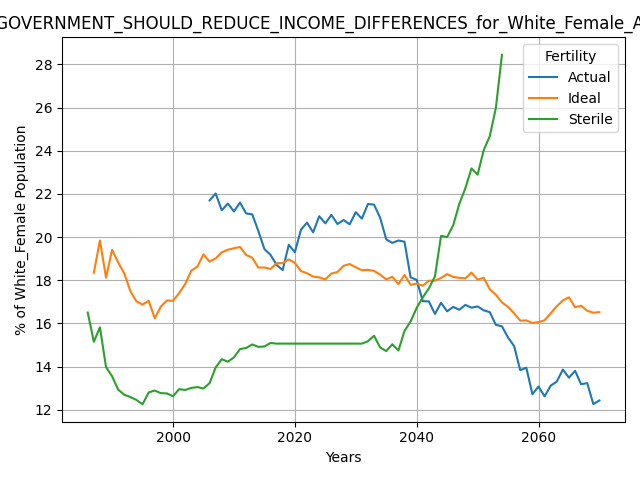 GOVERNMENT_SHOULD_REDUCE_INCOME_DIFFERENCES_for_White_Female_A
Fertility
Actual
Ideal
Sterile
% of White_Female Population
28
26
24
22
20
18
16
14
12
2000
2020
2040
2060
Years